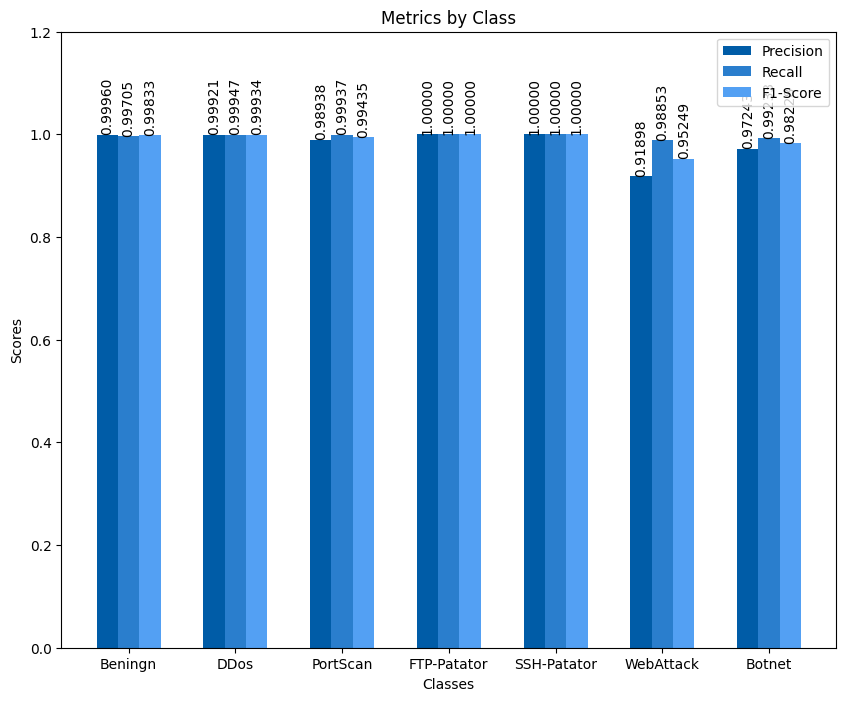 Metrics by Class
1.2
1.0
0.8
0.6
0.4
0.2
0.0
Scores
Precision
Recall
F1-Score
0.99960
0.99705
0.99833
0.99921
0.99947
0.99934
0.98938
0.99937
0.99435
1.00000
1.00000
1.00000
1.00000
1.00000
1.00000
0.91898
0.98853
0.95249
Beningn
DDos
PortScan
FTP-Patator
SSH-Patator
WebAttack
Botnet
Classes